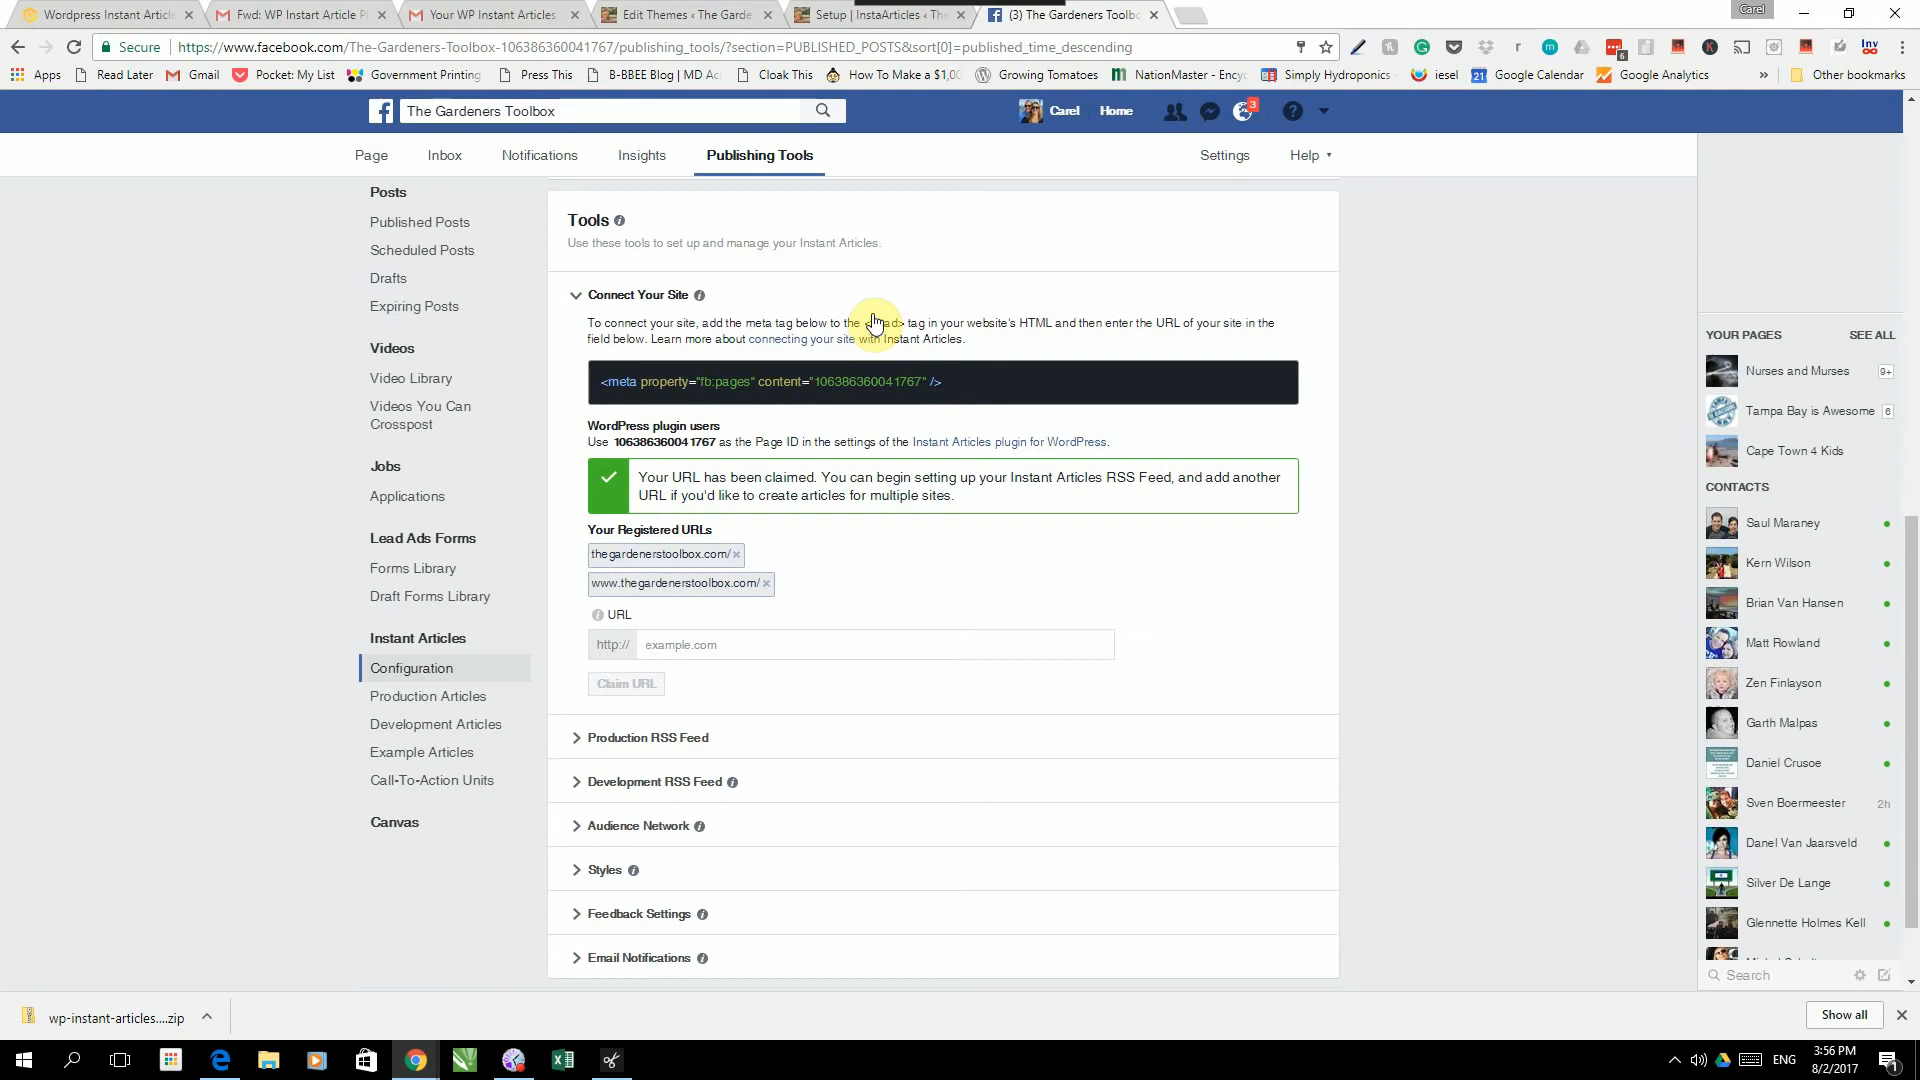 Wordpress Instant Article
Fwd: WP Instart Article P
Your WP Instant Articles
Edit Themes ‹ The Garde
Setup | InstaArticles ‹ The
(3) The Gardeners Toolbo
Carel
Secure
https://www.facebook.com/The-Gardeners-Toolbox-106386360041767/publishing_tools/?section=PUBLISHED_POSTS&sort[0]=published_time_descending
Apps
Read Later
Gmail
Pocket: My List
Government Printing
Press This
B-BBEE Blog | MD Ac
Cloak This
How To Make a $1,0
Growing Tomatoes
NationMaster - Ency
Simply Hydroponics
iesel
Google Calendar
Google Analytics
Other bookmarks
The Gardeners Toolbox
Carel
Home
3
Page
Inbox
Notifications
Insights
Publishing Tools
Settings
Help
Posts
Published Posts
Scheduled Posts
Drafts
Expiring Posts
Videos
Video Library
Videos You Can
Crosspost
Jobs
Applications
Lead Ads Forms
Forms Library
Draft Forms Library
Instant Articles
Configuration
Production Articles
Development Articles
Example Articles
Call-To-Action Units
Canvas
Tools
Use these tools to set up and manage your Instant Articles.
Connect Your Site
To connect your site, add the meta tag below to the tag in your website's HTML and then enter the URL of your site in the
field below. Learn more about connecting your site with Instant Articles.
<meta property="fb:pages" content="106386360041767" />
WordPress plugin users
Use 106386360041767 as the Page ID in the settings of the Instant Articles plugin for WordPress.
Your URL has been claimed. You can begin setting up your Instant Articles RSS Feed, and add another
URL if you'd like to create articles for multiple sites.
Your Registered URLs
thegardenerstoolbox.com/
www.thegardenerstoolbox.com/
URL
http:// example.com
Claim URL
Production RSS Feed
Development RSS Feed
Audience Network
Styles
Feedback Settings
Email Notifications
YOUR PAGES SEE ALL
Nurses and Murses 9+
Tampa Bay is Awesome 6
Cape Town 4 Kids
CONTACTS
Saul Maraney
Kern Wilson
Brian Van Hansen
Matt Rowland
Zen Finlayson
Garth Malpas
Daniel Crusoe
Sven Boermeester 2h
Danel Van Jaarsveld
Silver De Lange
Glennette Holmes Kell
Search
wp-instant-articles....zip
Show all
ENG
3:56 PM
8/2/2017
1